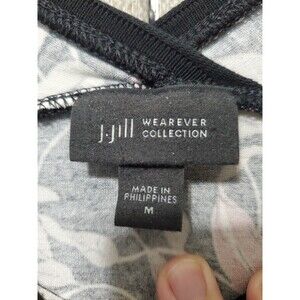 J.Jill WEAREVER
COLLECTION
MADE IN
PHILIPPINES
M